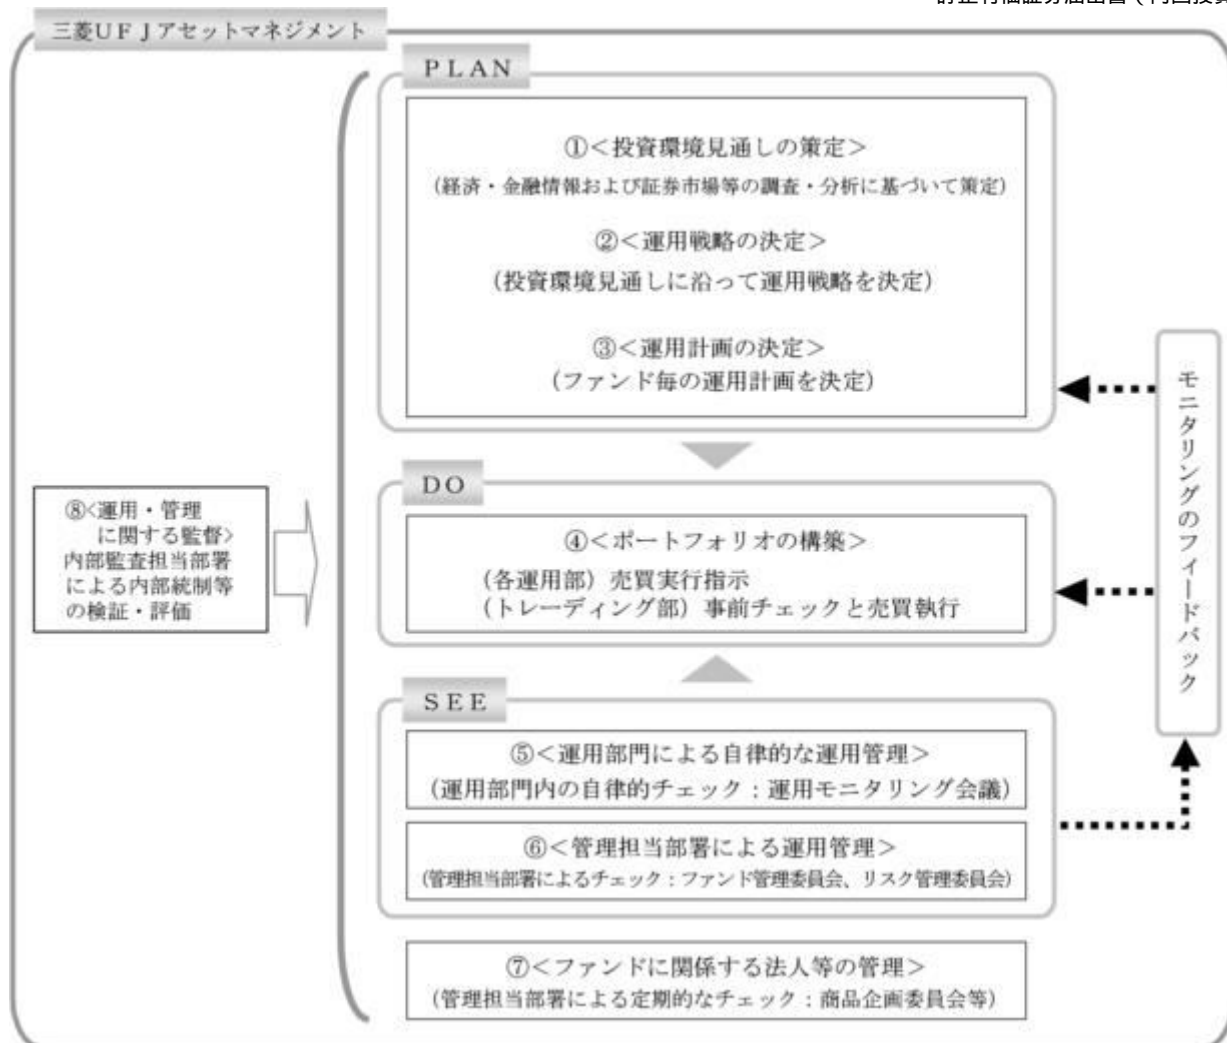 訂正有価証券届出書(内国投資
三菱UFJアセットマネジメント
PLAN
①<投資環境見通しの策定>
(経済・金融情報および証券市場等の調査・分析に基づいて策定)
②<運用戦略の決定>
(投資環境見通しに沿って運用戦略を決定)
③<運用計画の決定>
(ファンド毎の運用計画を決定)
DO
④<ポートフォリオの構築>
(各運用部)売買実行指示
(トレーディング部)事前チェックと売買執行
SEE
⑤<運用部門による自律的な運用管理>
(運用部門内の自律的チェック:運用モニタリング会議)
⑥<管理担当部署による運用管理>
(管理担当部署によるチェック:ファンド管理委員会、リスク管理委員会)
⑦<ファンドに関係する法人等の管理>
(管理担当部署による定期的なチェック:商品企画委員会等)
⑧<運用・管理
に関する監督>
内部監査担当部署
による内部統制等
の検証・評価
モニタリングのフィードバック